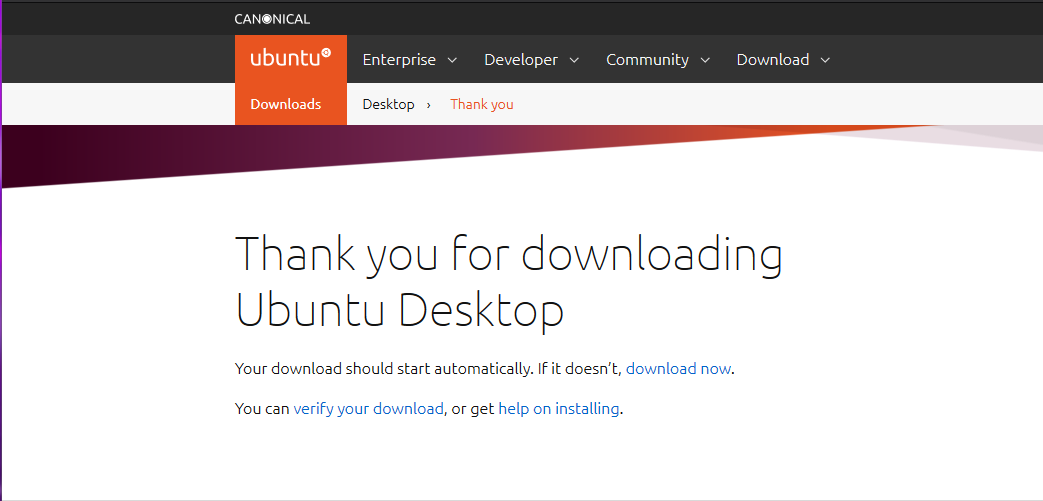 CANONICAL
ubuntu
Enterprise Developer Community Download
Downloads Desktop › Thank you
Thank you for downloading
Ubuntu Desktop
Your download should start automatically. If it doesn’t, download now.
You can verify your download, or get help on installing.